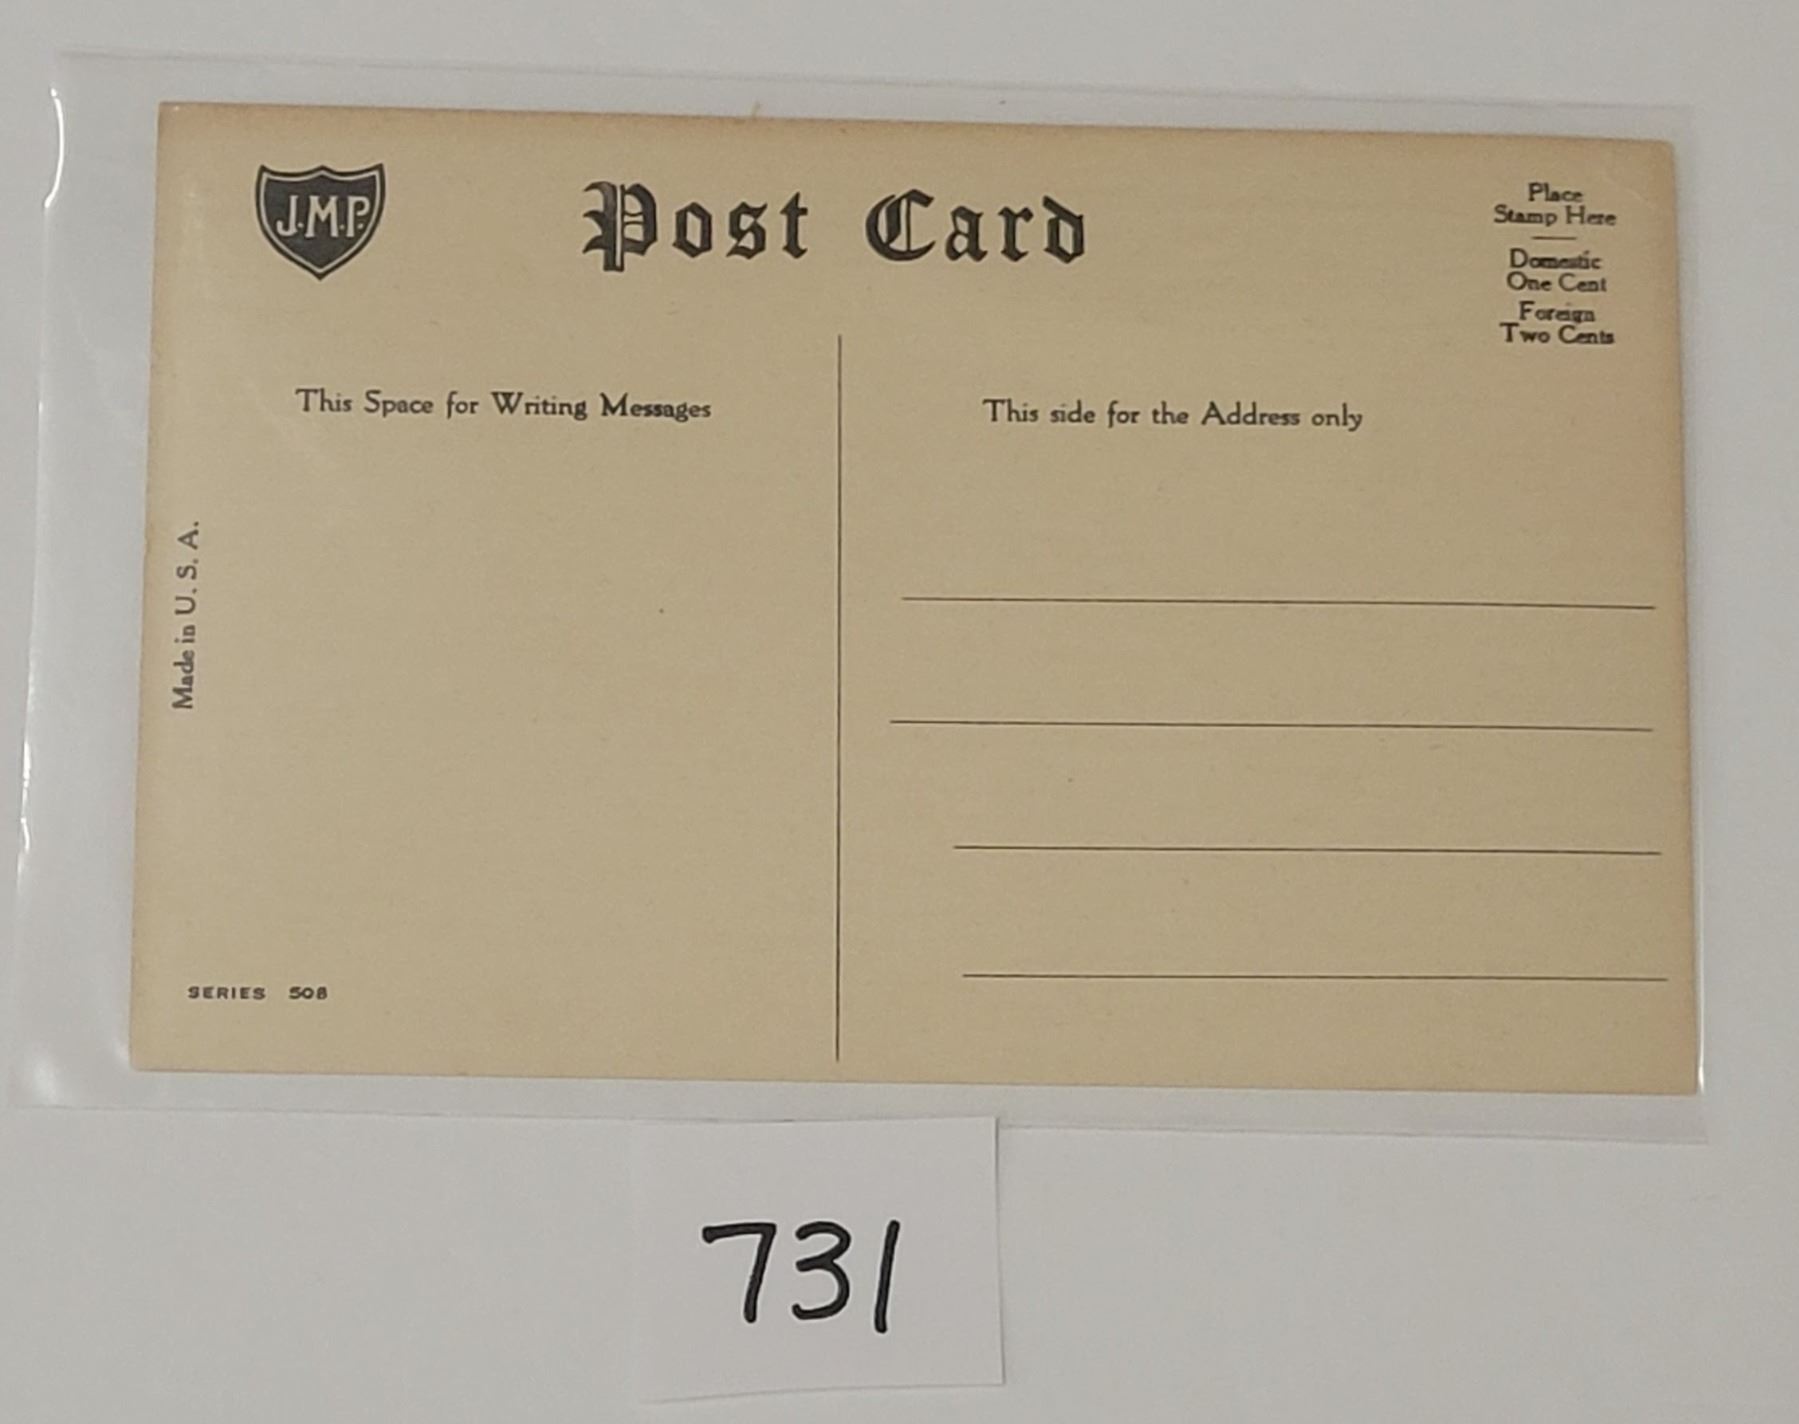 J.M.P.
Post Card
Place
Stamp Here
Domestic
One Cent
Foreign
Two Cents
This Space for Writing Messages
This side for the Address only
Made in U. S. A.
SERIES 508
731